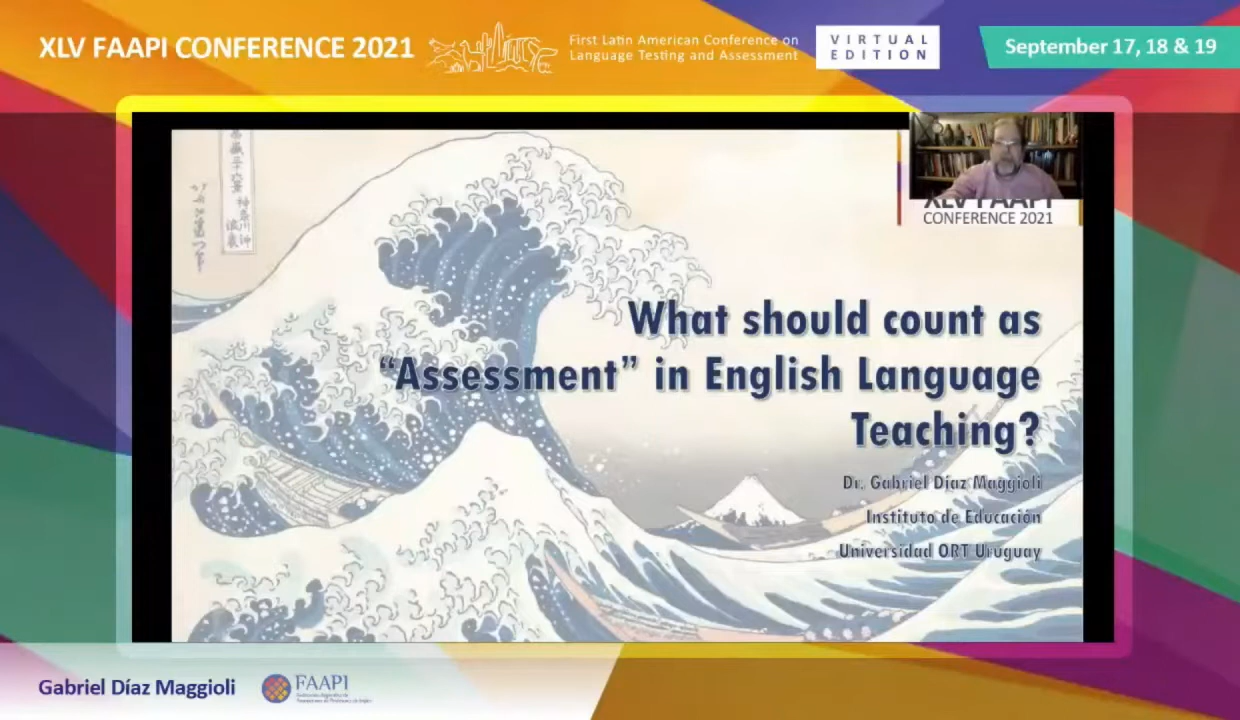 XLV FAAPI CONFERENCE 2021
First Latin American Conference on
Language Testing and Assessment
VIRTUAL
EDITION
September 17, 18 & 19
XLV FAAPI
CONFERENCE 2021
What should count as
“Assessment” in English Language
Teaching?
Dr. Gabriel Díaz Maggioli
Instituto de Educación
Universidad ORT Uruguay
Gabriel Díaz Maggioli
FAAPI